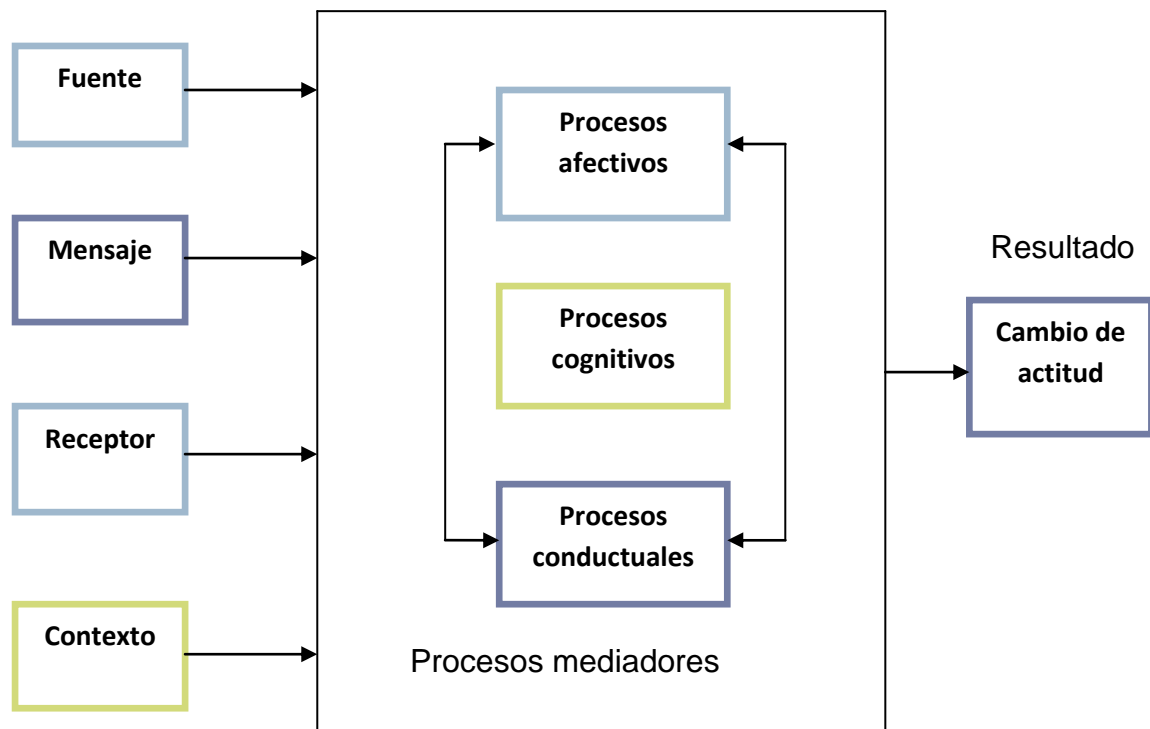 Fuente
Mensaje
Receptor
Contexto
Procesos
afectivos
Procesos
cognitivos
Procesos
conductuales
Procesos mediadores
Resultado
Cambio de
actitud